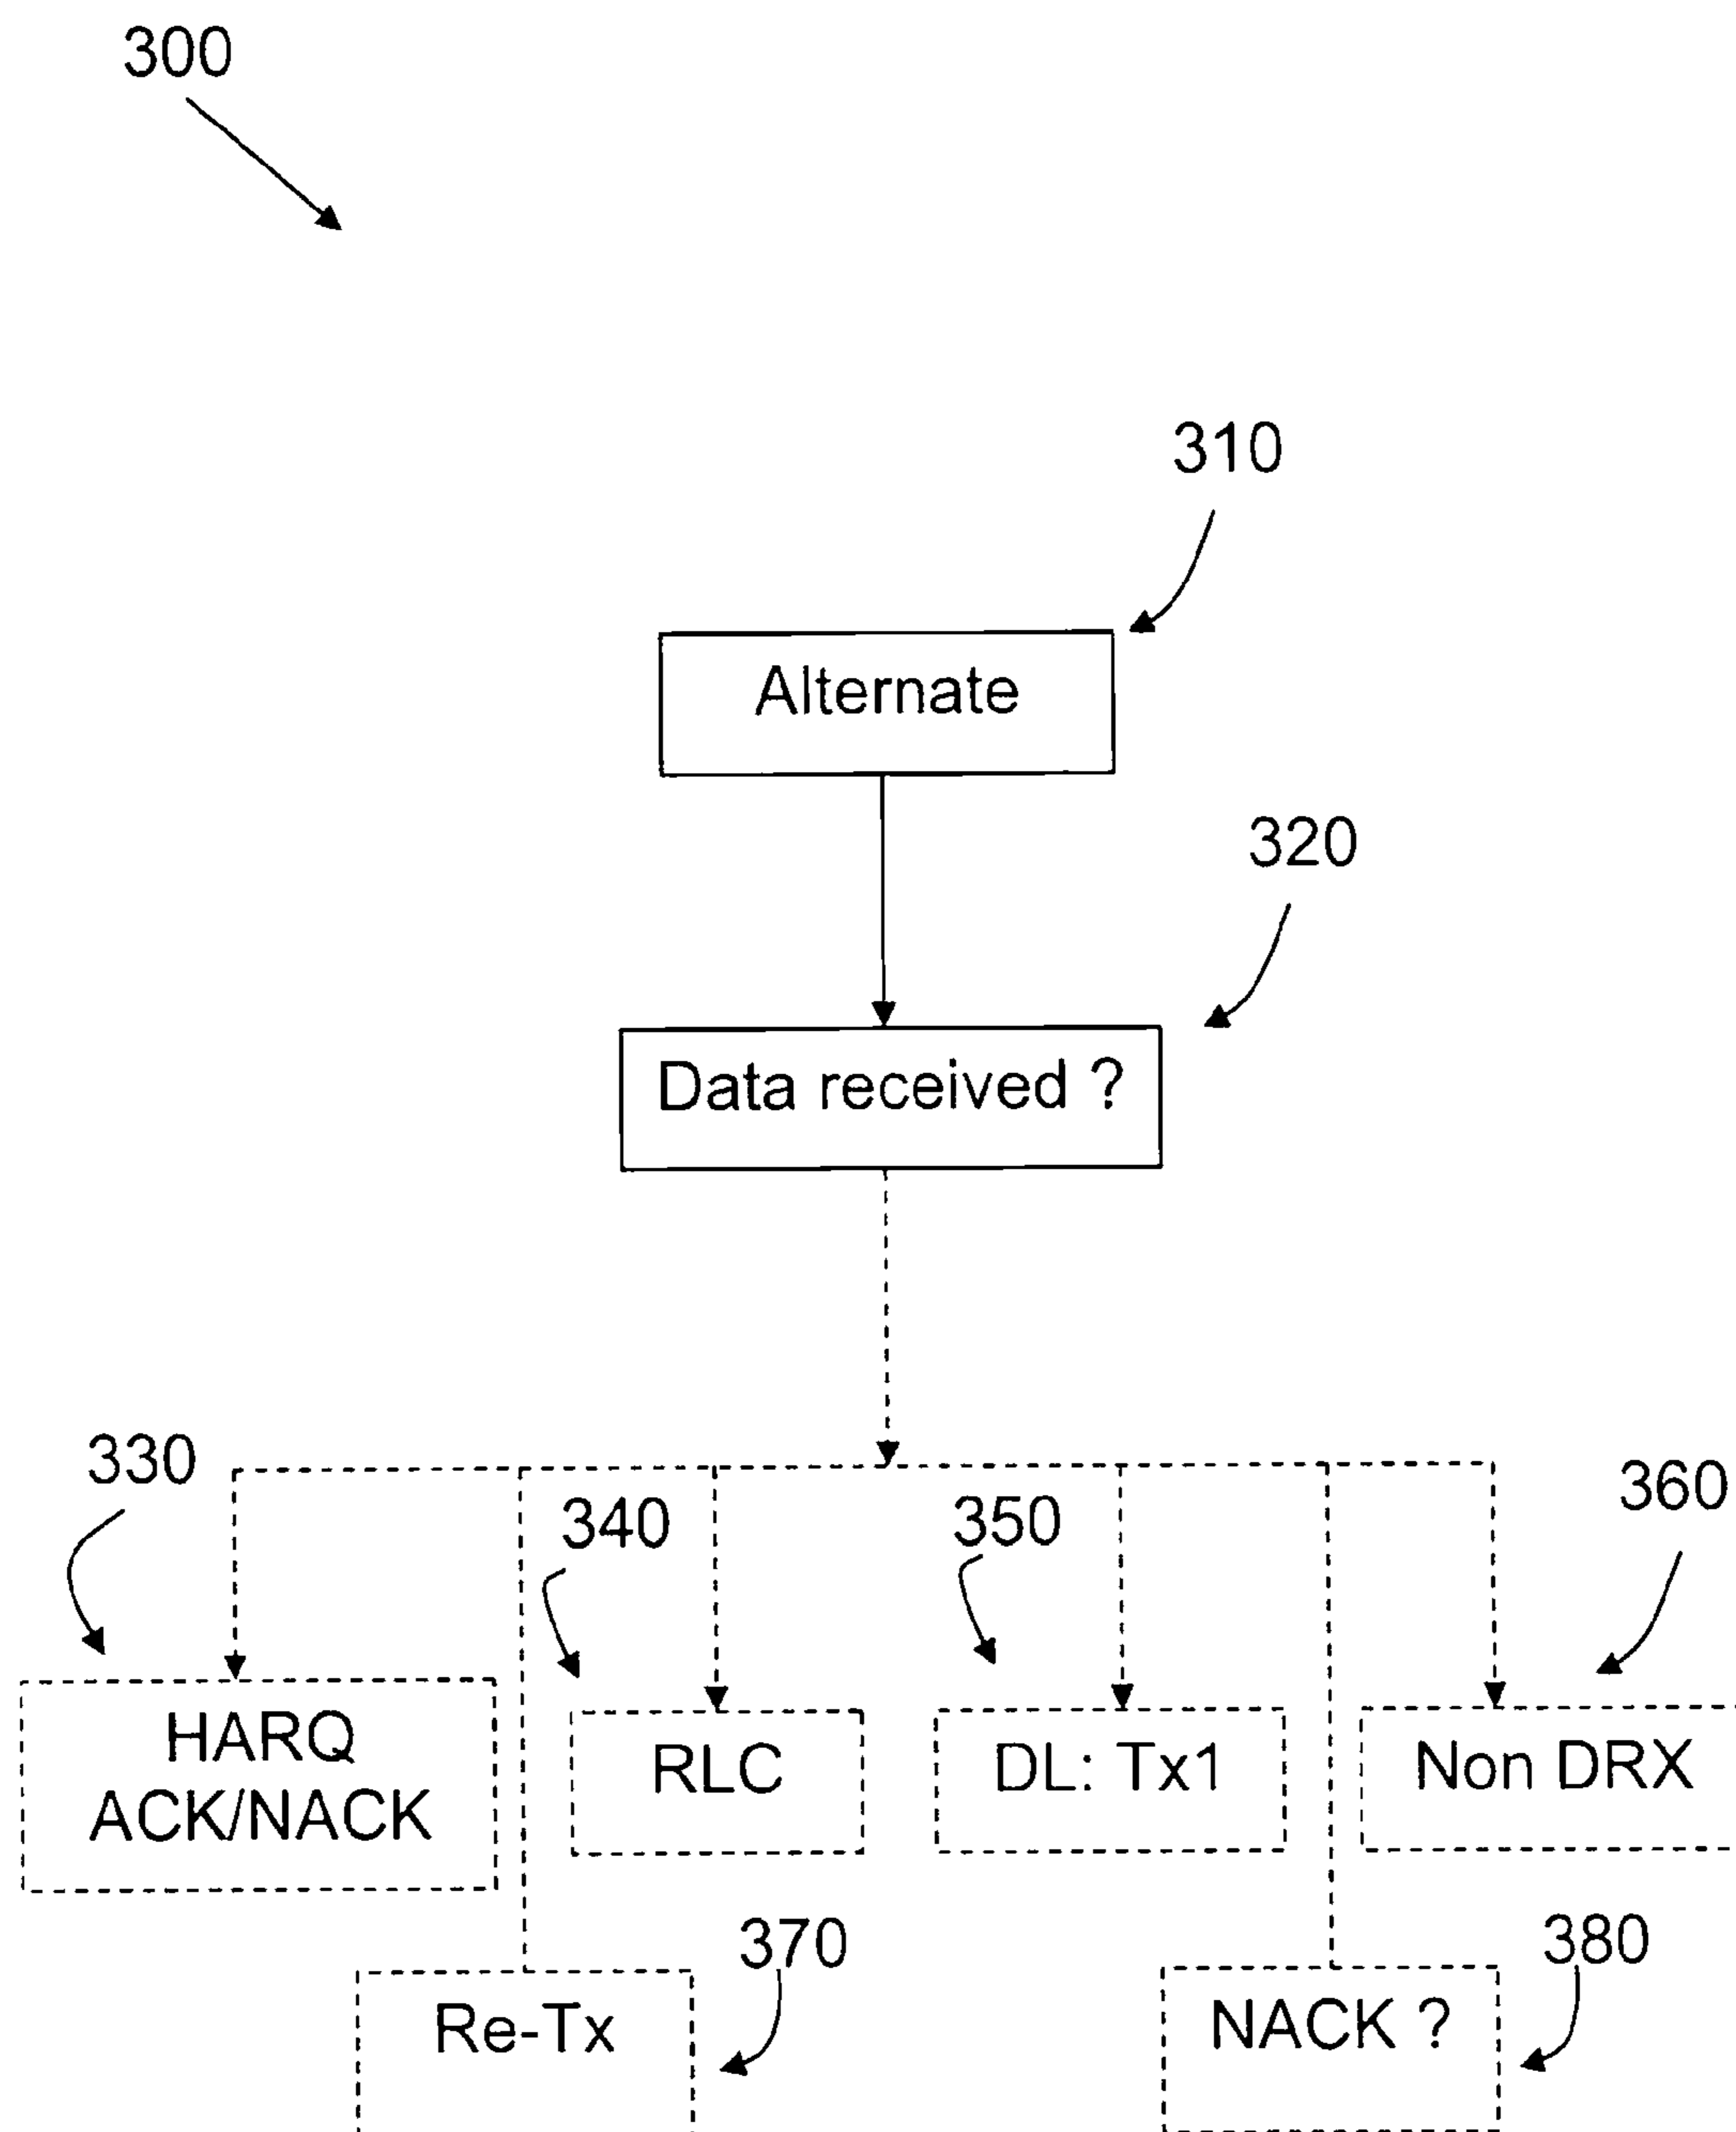 300
310
Alternate
320
Data received ?
330
340
350
360
HARQ
ACK/NACK
RLC
DL: Tx1
Non DRX
370
380
Re-Tx
NACK ?